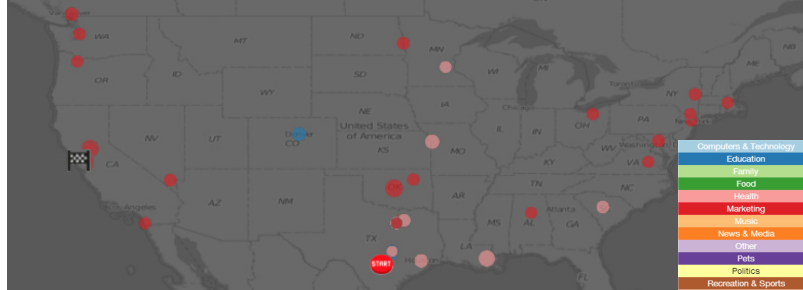 WA
MT
ND
MN
OR
ID
SD
WI
MI
WY
NY
ME
NB
IA
NE
Chicago
PA
NV
UT
CO
United States
of America
IL
IN
OH
KS
MO
WV
VA
KY
CA
AZ
NM
OK
AR
TN
NC
Atlanta
MS
AL
GA
TX
LA
FL
START
Computers & Technology
Education
Family
Food
Health
Marketing
Music
News & Media
Other
Pets
Politics
Recreation & Sports